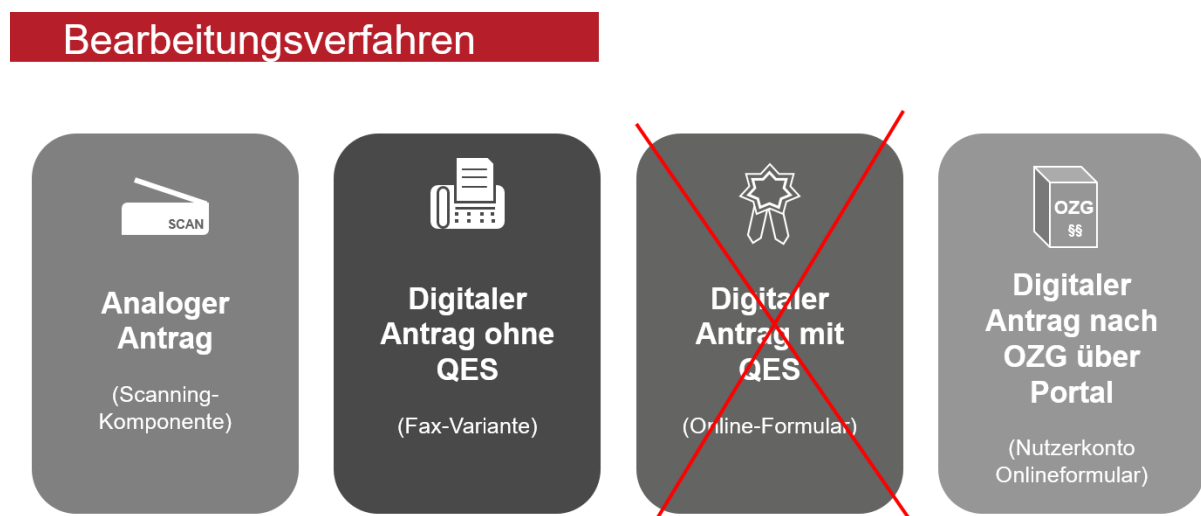 Bearbeitungsverfahren
SCAN
Analoger
Antrag
(Scanning-
Komponente)
Digitaler
Antrag ohne
QES
(Fax-Variante)
Digitaler
Antrag mit
QES
(Online-Formular)
OZG
§§
Digitaler
Antrag nach
OZG über
Portal
(Nutzerkonto
Onlineformular)